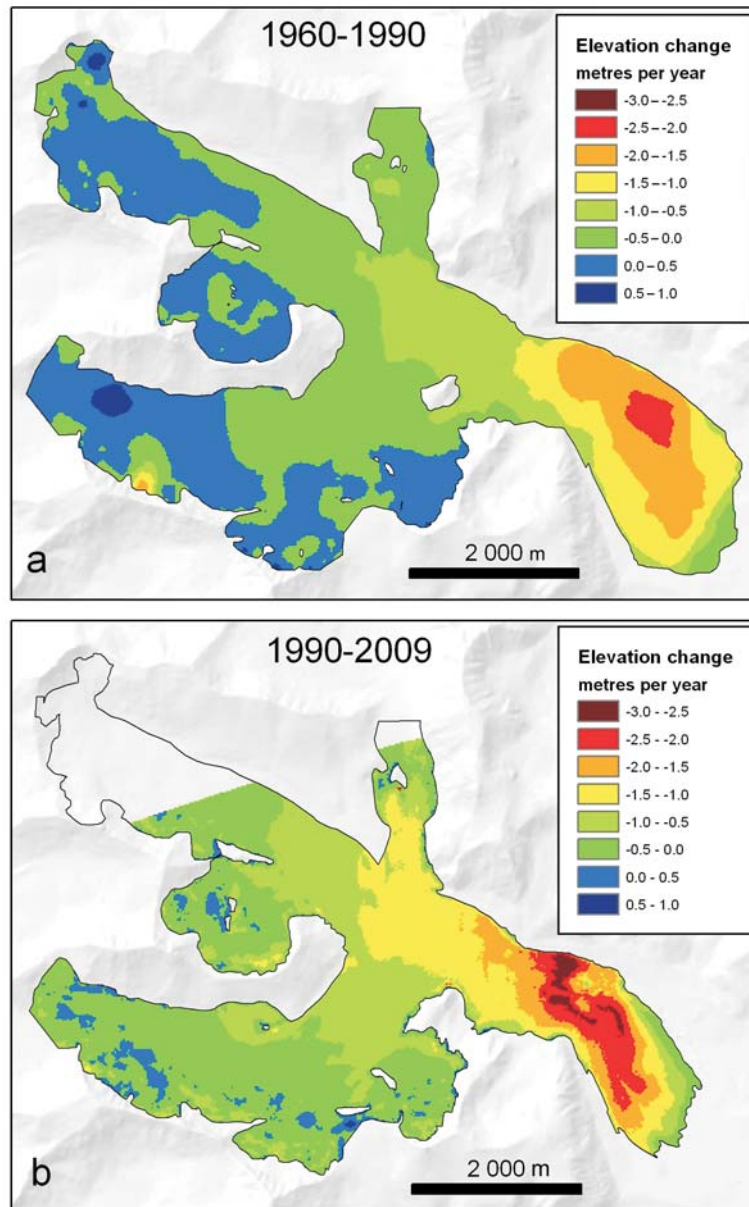 1960-1990
Elevation change
metres per year
-3.0 – -2.5
-2.5 – -2.0
-2.0 – -1.5
-1.5 – -1.0
-1.0 – -0.5
-0.5 – 0.0
0.0 – 0.5
0.5 – 1.0
a
2 000 m
1990-2009
Elevation change
metres per year
-3.0 - -2.5
-2.5 - -2.0
-2.0 - -1.5
-1.5 - -1.0
-1.0 - -0.5
-0.5 - 0.0
0.0 - 0.5
0.5 - 1.0
b
2 000 m